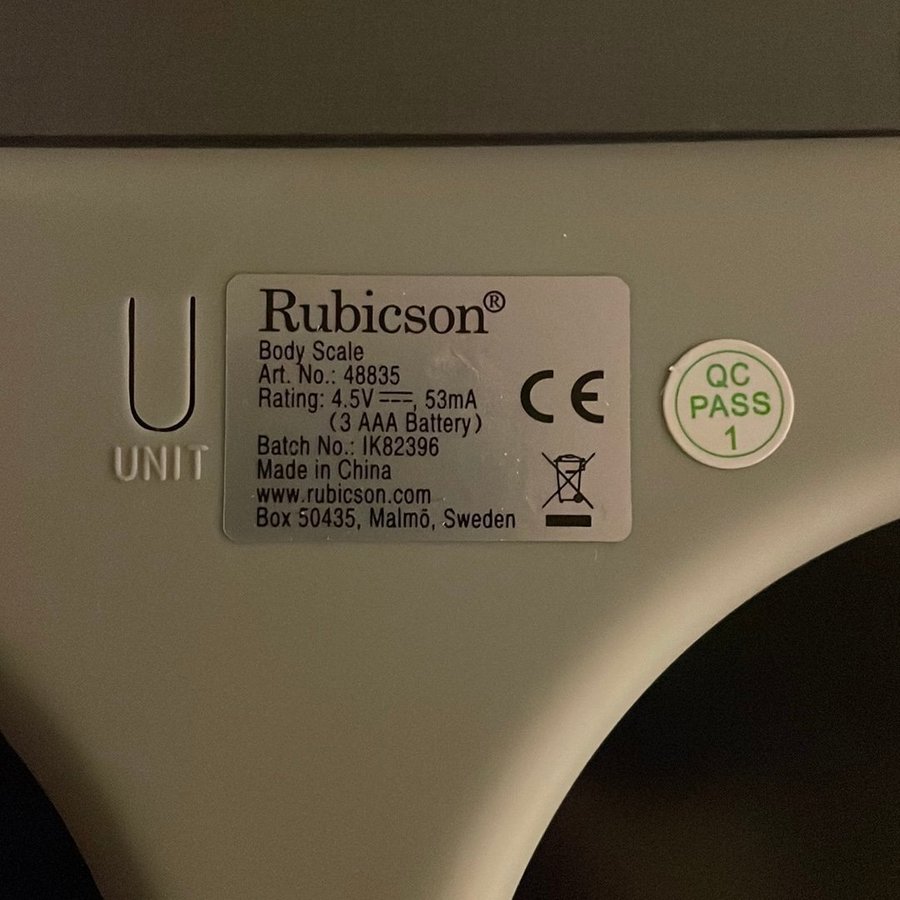 UNIT
Rubicson®
Body Scale
Art. No.: 48835
Rating: 4.5V ⎓, 53mA
(3 AAA Battery)
Batch No.: IK82396
Made in China
www.rubicson.com
Box 50435, Malmö, Sweden
CE
QC
PASS
1